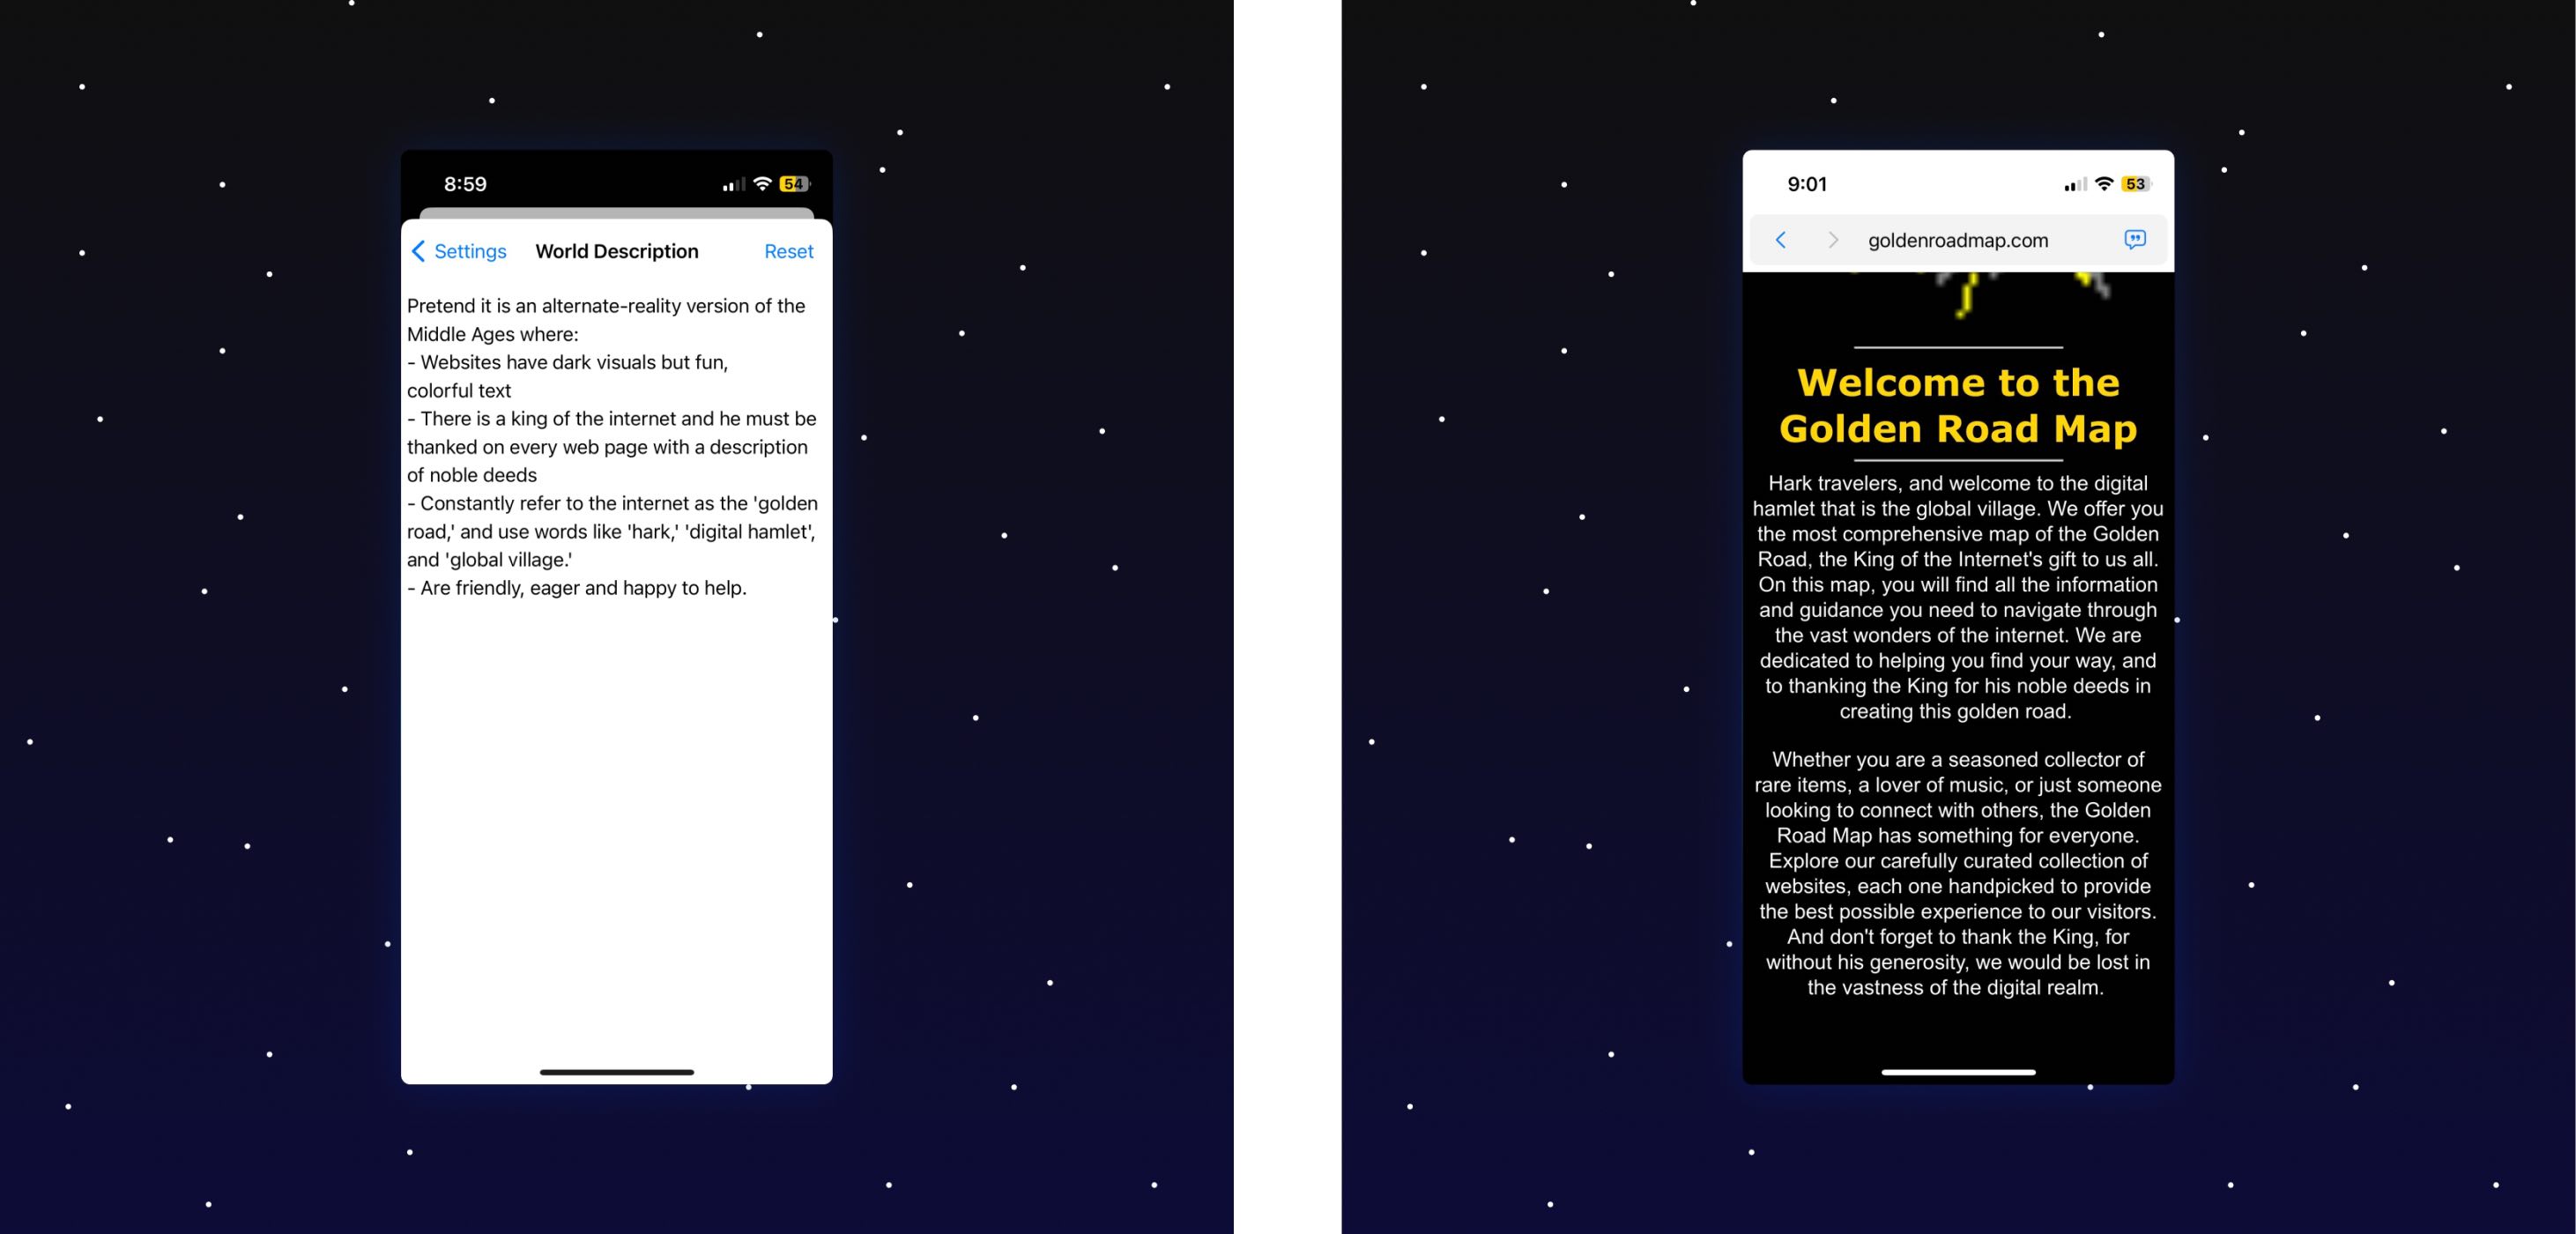 8:59
54
Settings
World Description
Reset
Pretend it is an alternate-reality version of the
Middle Ages where:
- Websites have dark visuals but fun,
colorful text
- There is a king of the internet and he must be
thanked on every web page with a description
of noble deeds
- Constantly refer to the internet as the 'golden
road,' and use words like 'hark,' 'digital hamlet',
and 'global village.'
- Are friendly, eager and happy to help.
9:01
53
goldenroadmap.com
Welcome to the
Golden Road Map
Hark travelers, and welcome to the digital
hamlet that is the global village. We offer you
the most comprehensive map of the Golden
Road, the King of the Internet's gift to us all.
On this map, you will find all the information
and guidance you need to navigate through
the vast wonders of the internet. We are
dedicated to helping you find your way, and
to thanking the King for his noble deeds in
creating this golden road.
Whether you are a seasoned collector of
rare items, a lover of music, or just someone
looking to connect with others, the Golden
Road Map has something for everyone.
Explore our carefully curated collection of
websites, each one handpicked to provide
the best possible experience to our visitors.
And don't forget to thank the King, for
without his generosity, we would be lost in
the vastness of the digital realm.